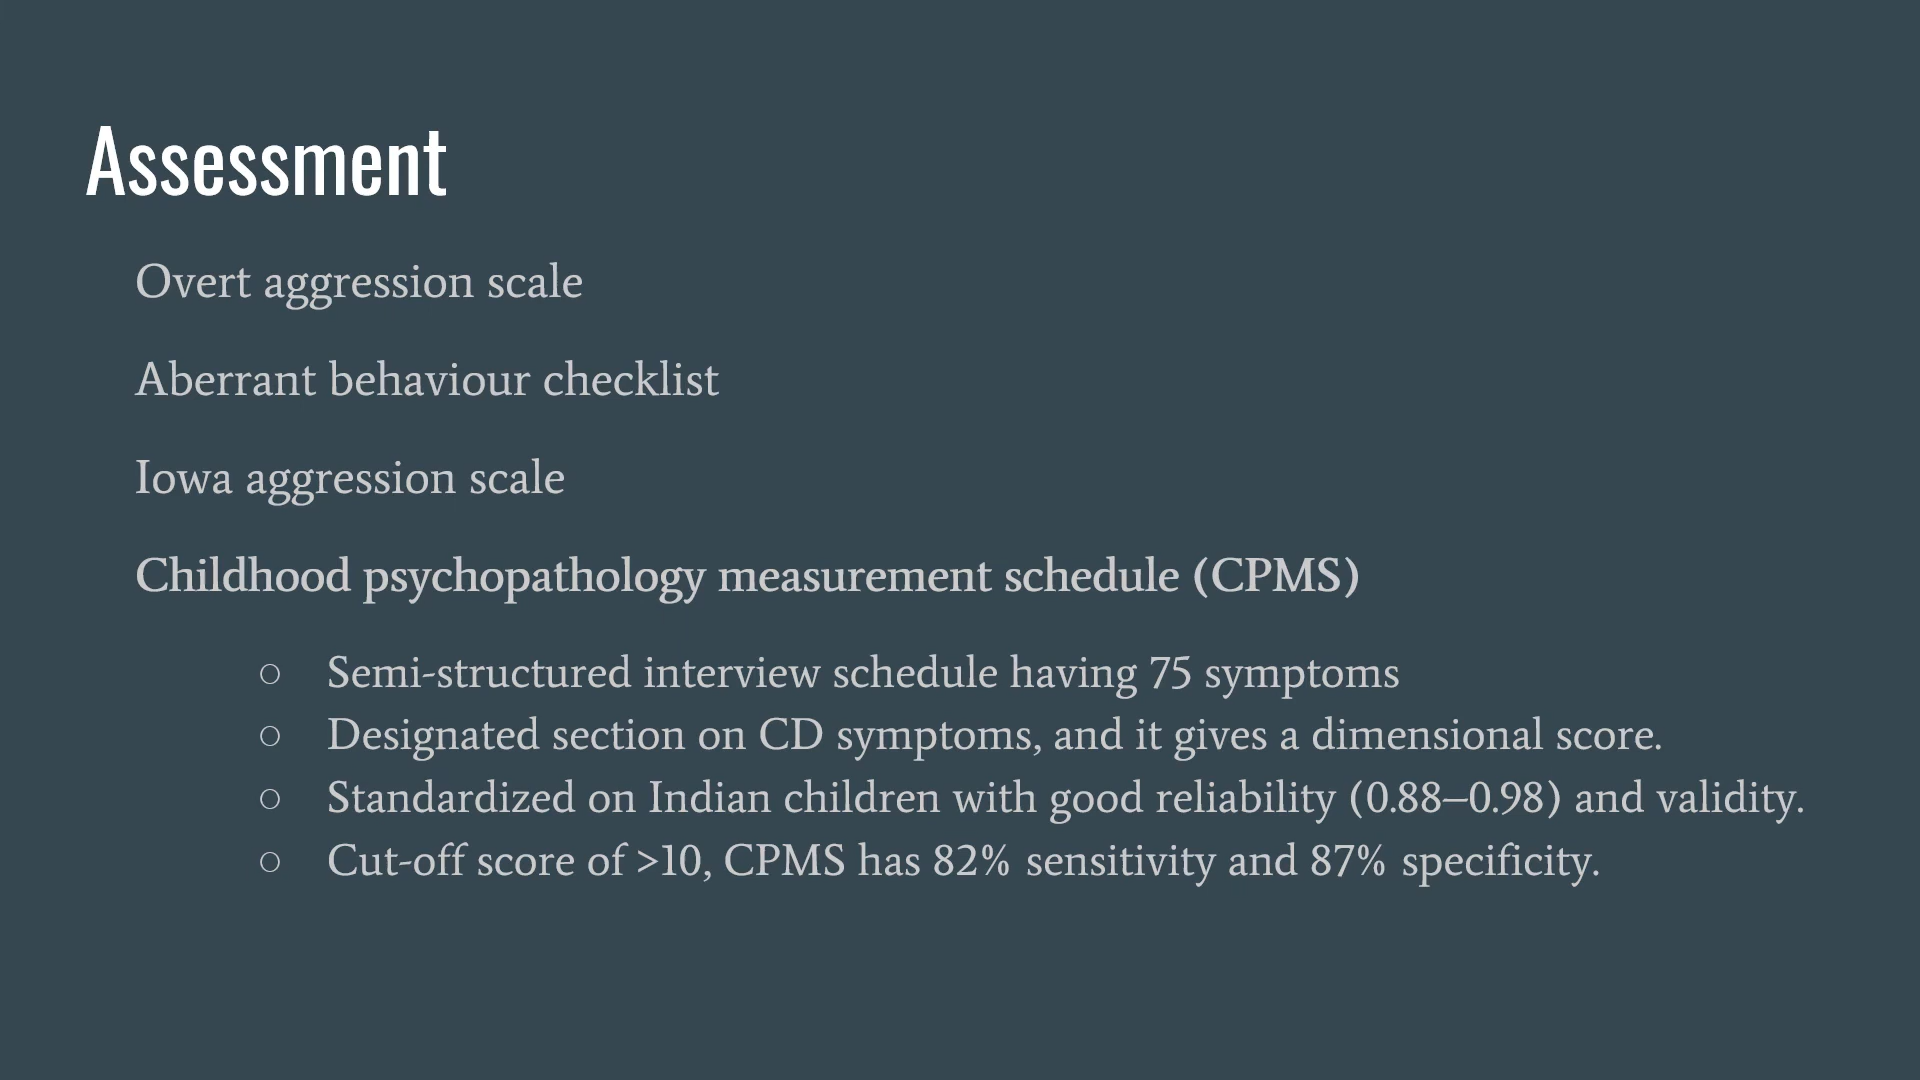 Assessment
Overt aggression scale
Aberrant behaviour checklist
Iowa aggression scale
Childhood psychopathology measurement schedule (CPMS)
○ Semi-structured interview schedule having 75 symptoms
○ Designated section on CD symptoms, and it gives a dimensional score.
○ Standardized on Indian children with good reliability (0.88–0.98) and validity.
○ Cut-off score of >10, CPMS has 82% sensitivity and 87% specificity.